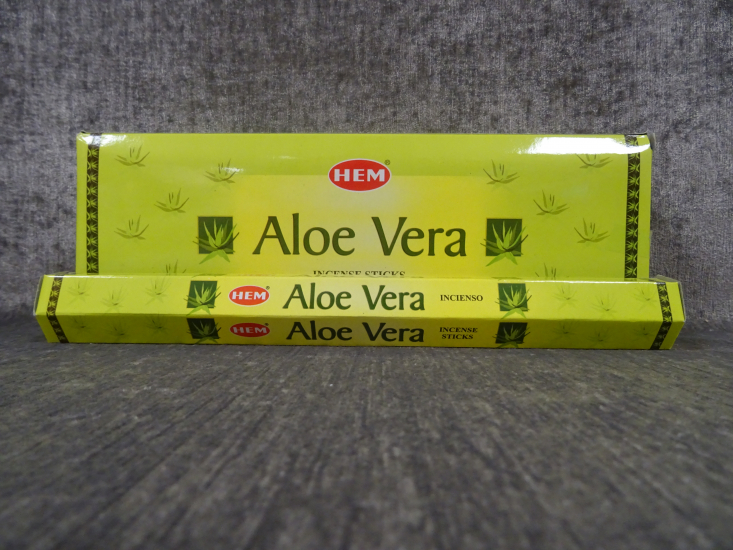 HEM®
Aloe Vera
INCENSE STICKS
HEM Aloe Vera INCIENSO
HEM Aloe Vera INCENSE
STICKS